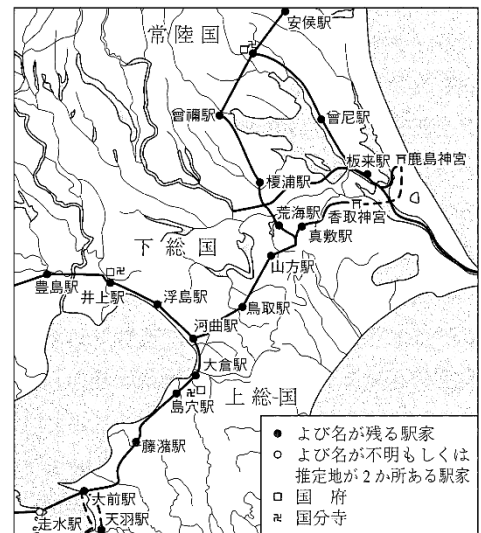 安侯駅
常陸国
曾禰駅
曾尼駅
板来駅
鹿島神宮
榎浦駅
荒海駅
香取神宮
真敷駅
下総国
山方駅
豊島駅
井上駅
浮島駅
鳥取駅
河曲駅
大倉駅
上総国
島穴駅
藤潴駅
大前駅
走水駅
天羽駅
● よび名が残る駅家
○ よび名が不明もしくは
推定地が2か所ある駅家
□ 国府
卍 国分寺